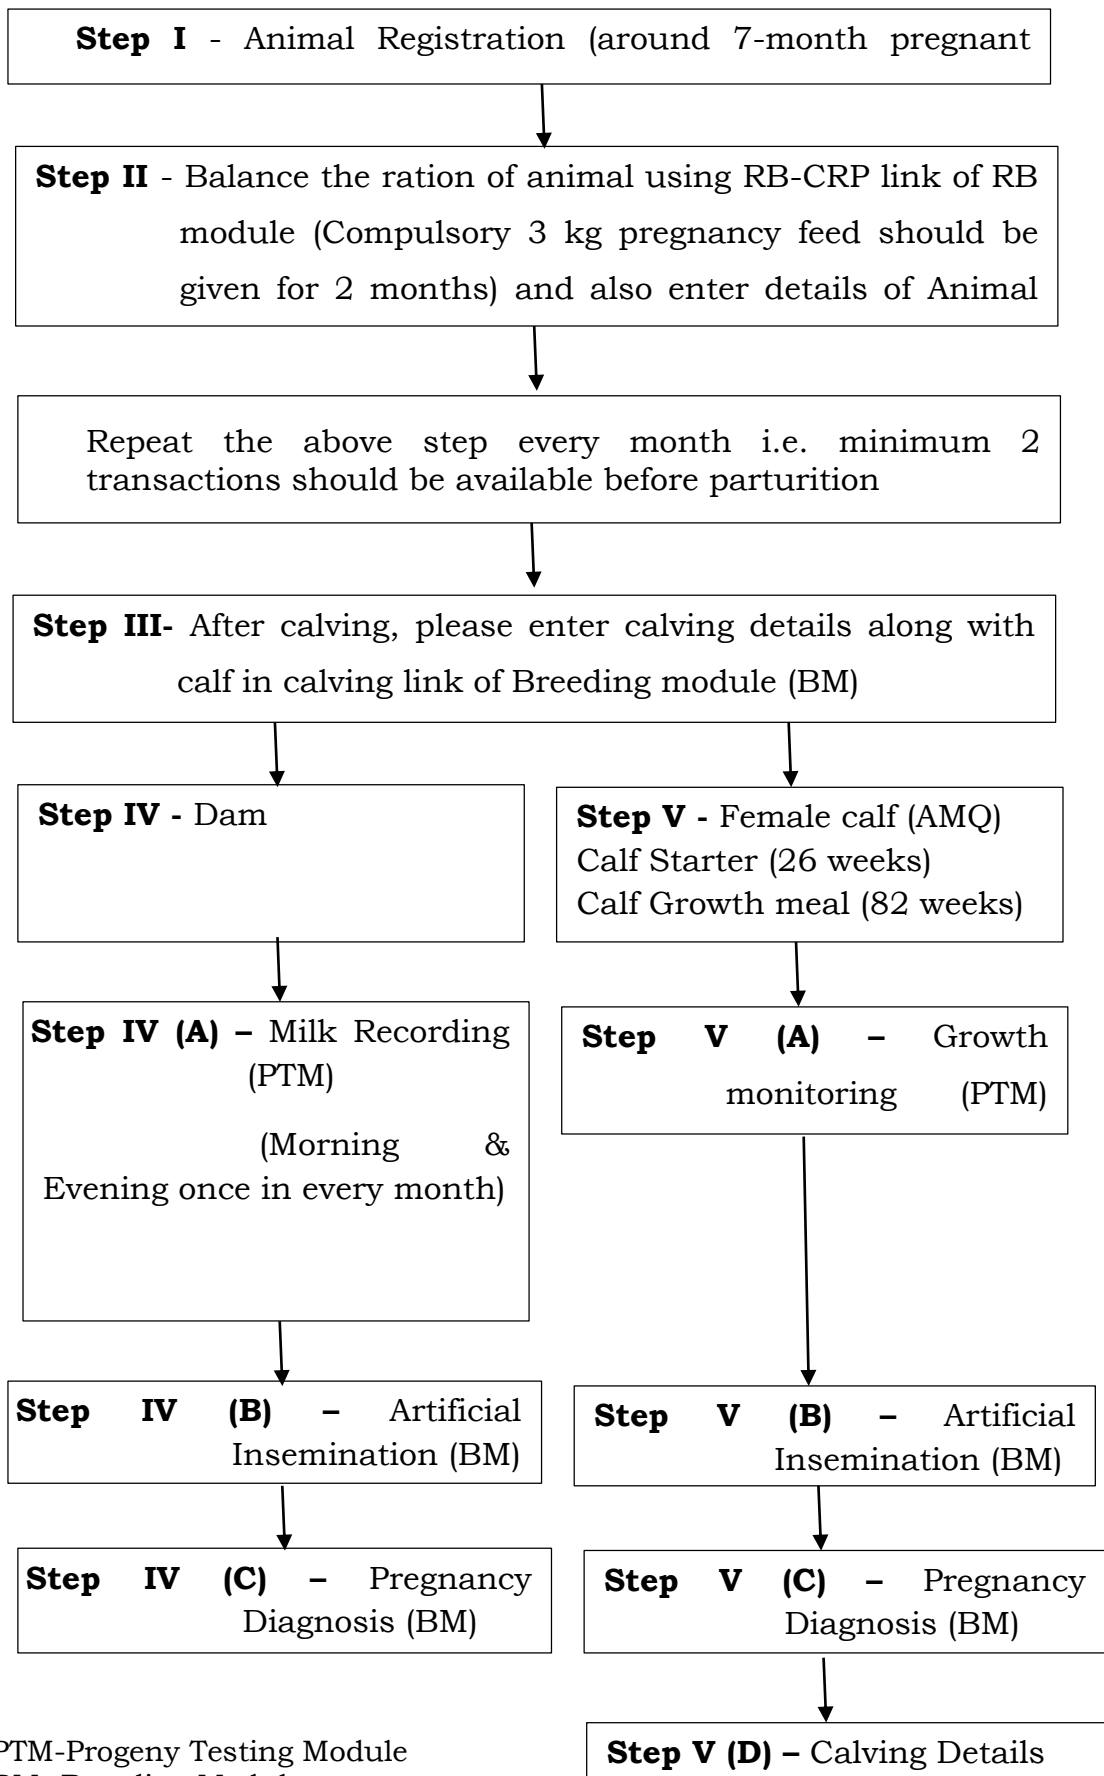 Step I - Animal Registration (around 7-month pregnant
Step II - Balance the ration of animal using RB-CRP link of RB
module (Compulsory 3 kg pregnancy feed should be
given for 2 months) and also enter details of Animal
Repeat the above step every month i.e. minimum 2
transactions should be available before parturition
Step III- After calving, please enter calving details along with
calf in calving link of Breeding module (BM)
Step IV - Dam
Step IV (A) – Milk Recording
(PTM)
(Morning &
Evening once in every month)
Step IV (B) – Artificial
Insemination (BM)
Step IV (C) – Pregnancy
Diagnosis (BM)
Step V - Female calf (AMQ)
Calf Starter (26 weeks)
Calf Growth meal (82 weeks)
Step V (A) – Growth
monitoring (PTM)
Step V (B) – Artificial
Insemination (BM)
Step V (C) – Pregnancy
Diagnosis (BM)
Step V (D) – Calving Details
PTM-Progeny Testing Module